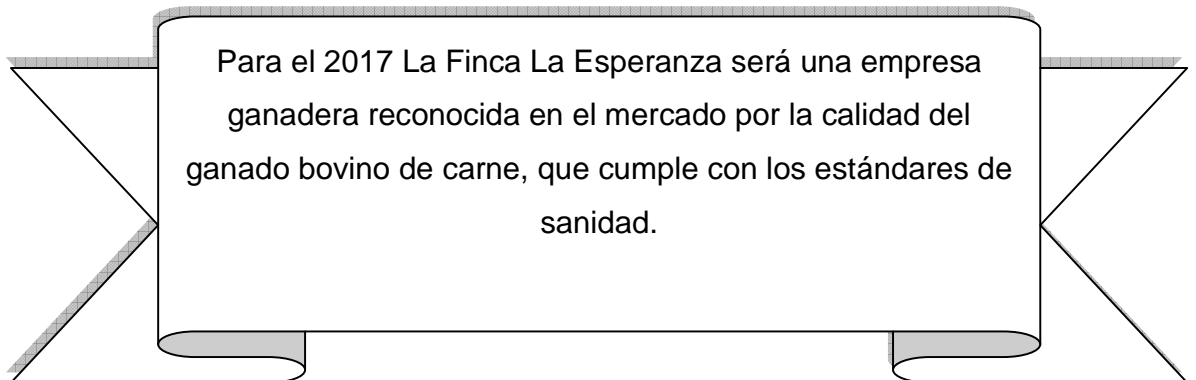 Para el 2017 La Finca La Esperanza será una empresa
ganadera reconocida en el mercado por la calidad del
ganado bovino de carne, que cumple con los estándares de
sanidad.